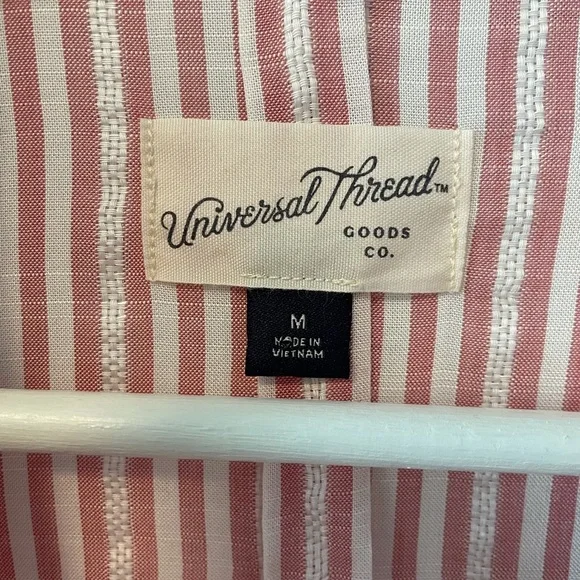 Universal Thread™
GOODS
CO.
M
MADE IN
VIETNAM